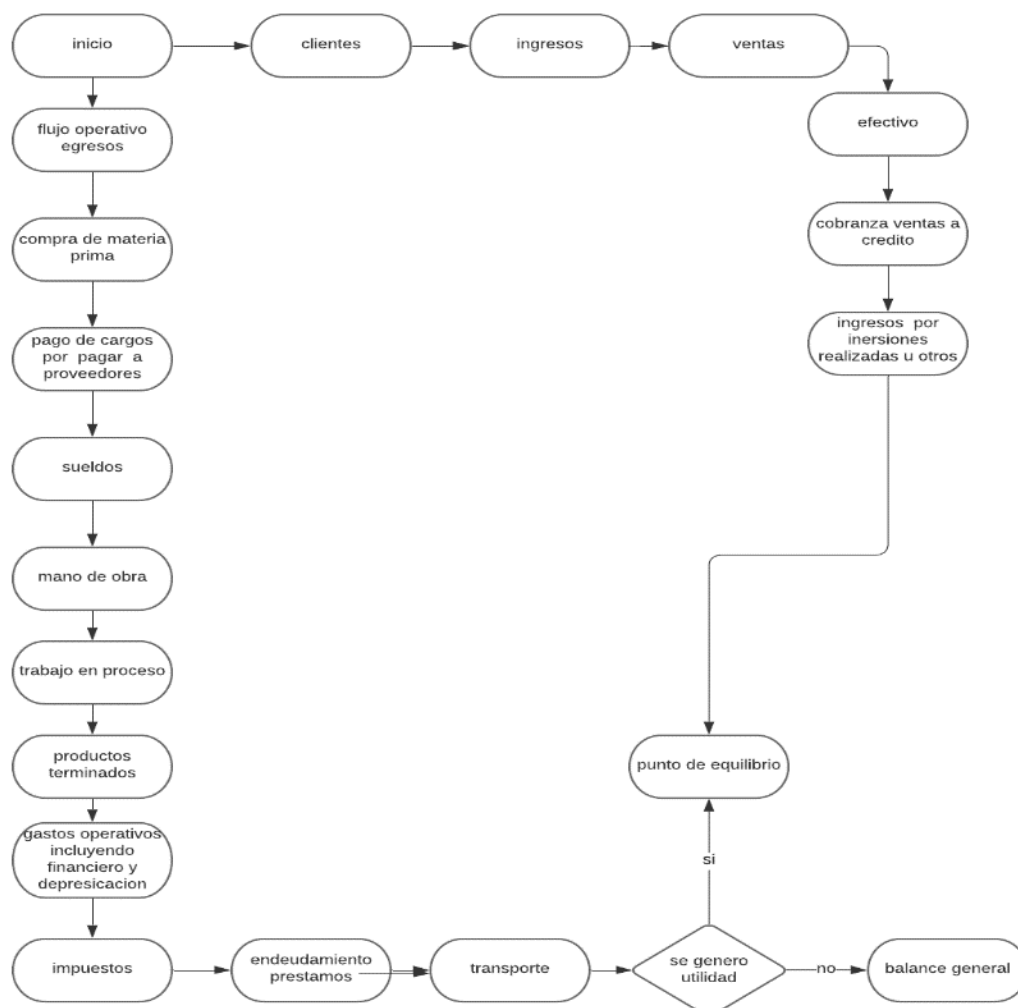 inicio
clientes
ingresos
ventas
efectivo
cobranza ventas a
credito
ingresos por
inersiones
realizadas u otros
flujo operativo
egresos
compra de materia
prima
pago de cargos
por pagar a
proveedores
sueldos
mano de obra
trabajo en proceso
productos
terminados
gastos operativos
incluyendo
financiero y
depresicacion
impuestos
endeudamiento
prestamos
transporte
se genero
utilidad
si
punto de equilibrio
no
balance general